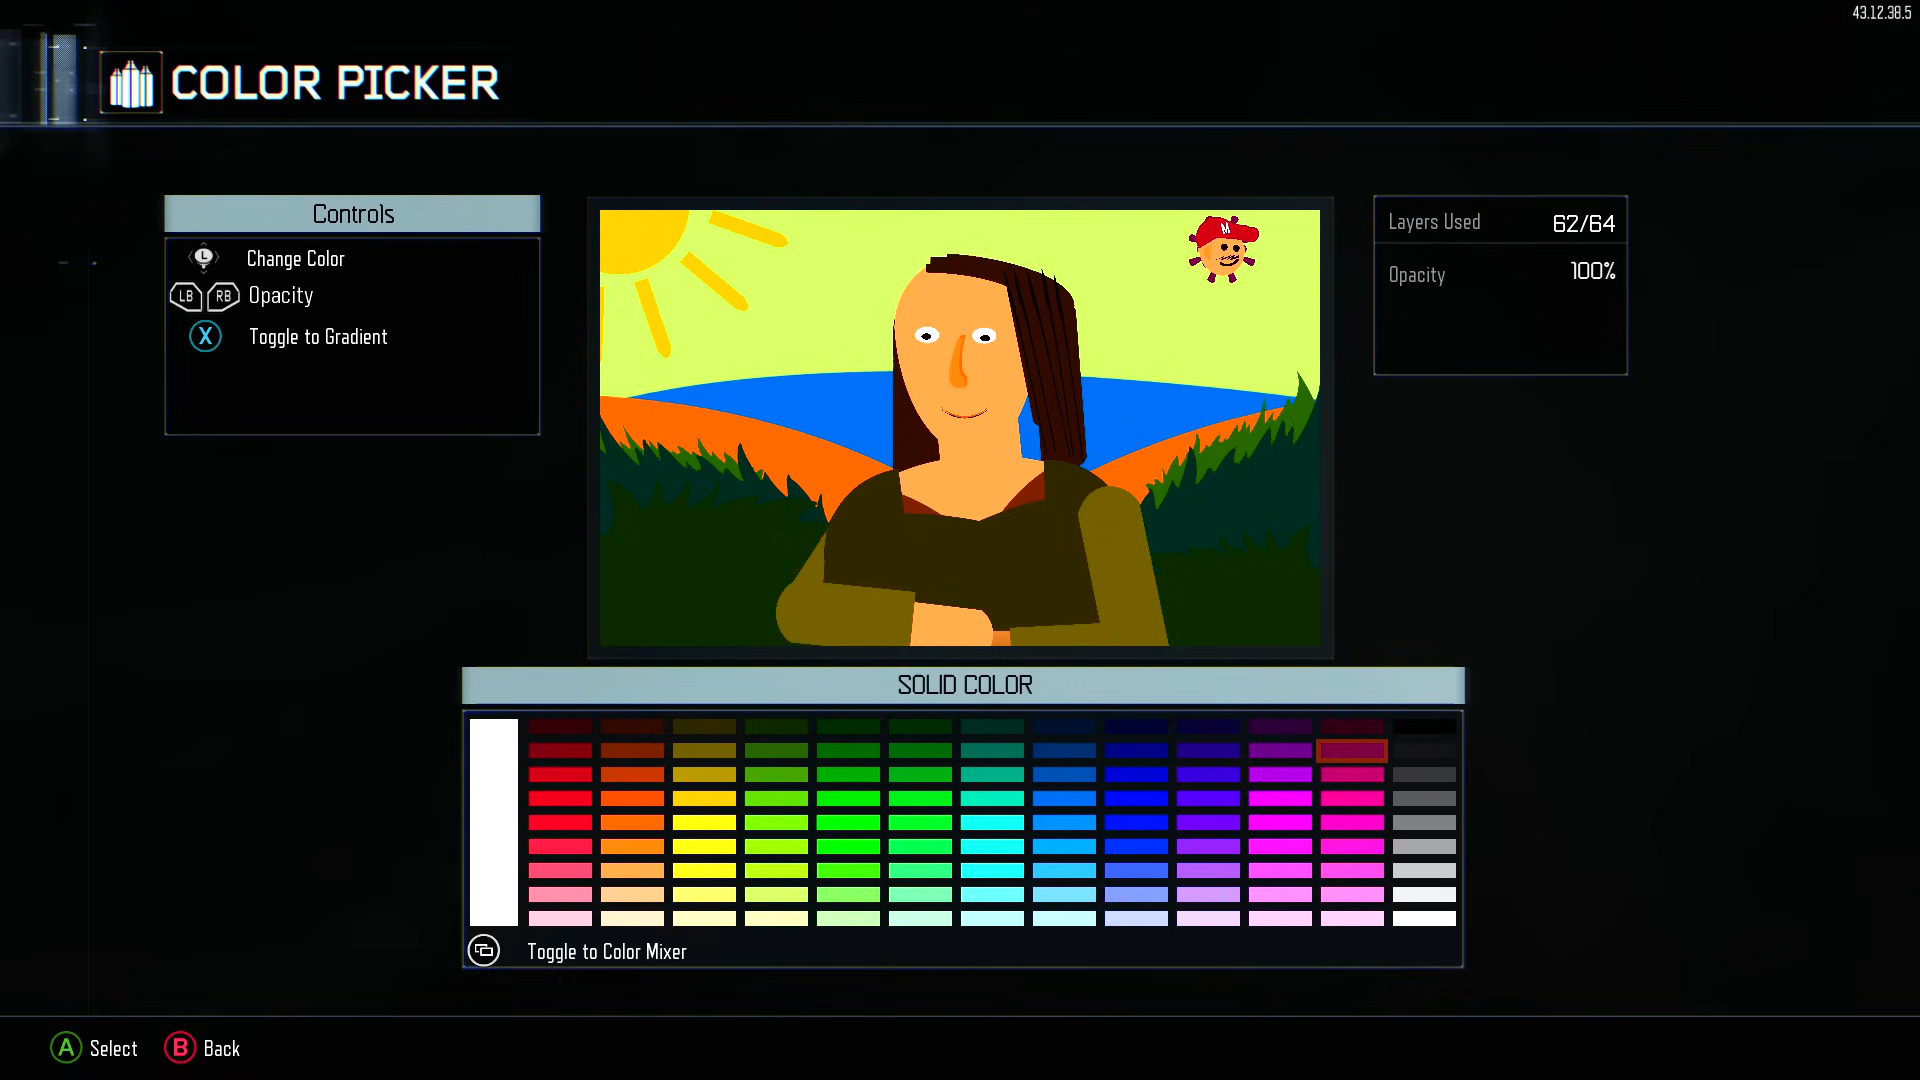 43.12.38.5
COLOR PICKER
Controls
L Change Color
LB RB Opacity
X Toggle to Gradient
M
Layers Used 62/64
Opacity 100%
SOLID COLOR
Toggle to Color Mixer
A Select B Back